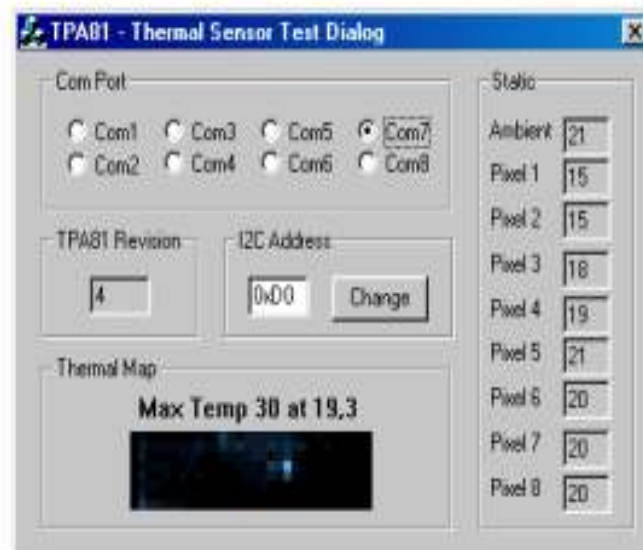 TPA81 - Thermal Sensor Test Dialog
Com Port
Com1 Com3 Com5 Com7
Com2 Com4 Com6 Com8
TPA81 Revision
4
I2C Address
0xD0 Change
Thermal Map
Max Temp 30 at 19,3
Static
Ambient 21
Pixel 1 15
Pixel 2 15
Pixel 3 18
Pixel 4 19
Pixel 5 21
Pixel 6 20
Pixel 7 20
Pixel 8 20